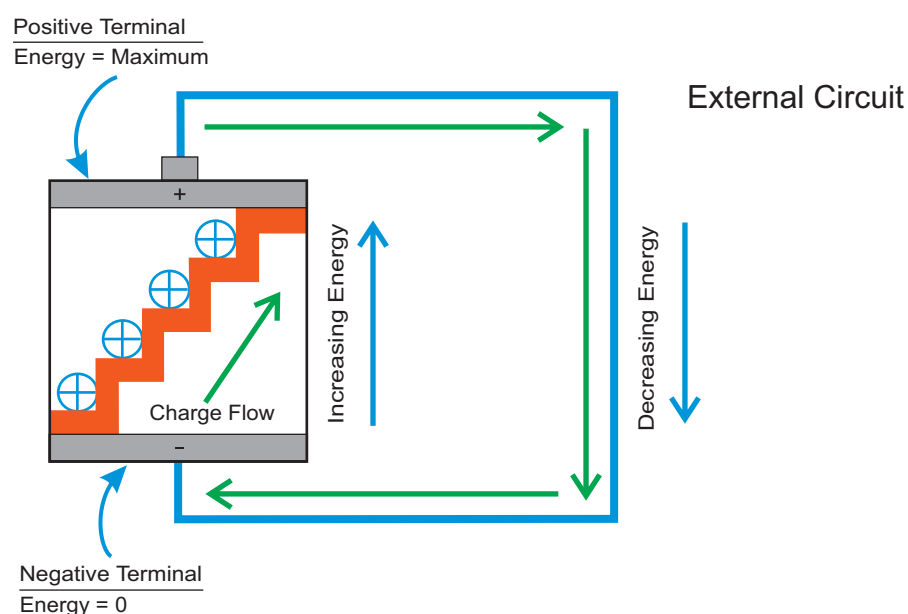 Positive Terminal
Energy = Maximum
External Circuit
+
Increasing Energy
Decreasing Energy
Charge Flow
-
Negative Terminal
Energy = 0